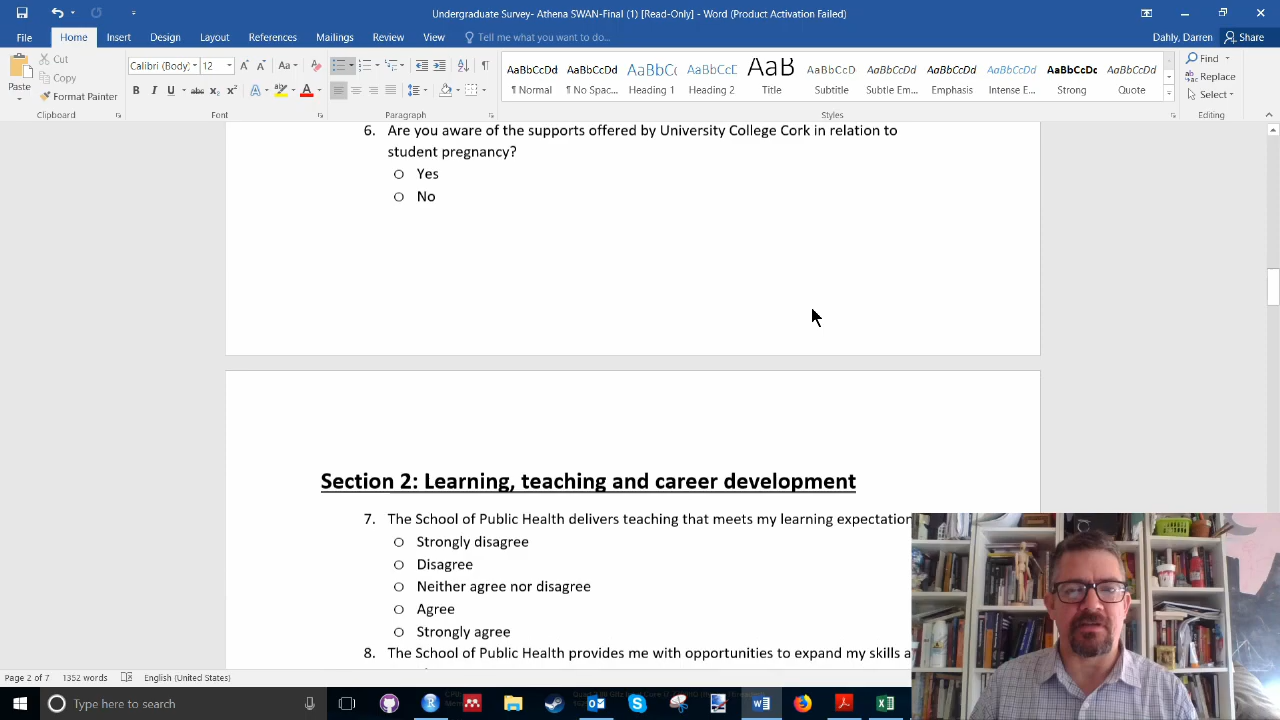 Undergraduate Survey- Athena SWAN-Final (1) [Read-Only] - Word (Product Activation Failed)
File Home Insert Design Layout References Mailings Review View Tell me what you want to do... Dahly, Darren Share
Paste
Cut
Copy
Format Painter
Clipboard
Calibri (Body) 12
B I U abc x₂ x²
Font
Paragraph
AaBbCcDd AaBbCcDd AaBbCc AaBbCcE AaB AaBbCcD AaBbCcDd AaBbCcDd AaBbCcDd AaBbCcDc AaBbCcDd
¶ Normal ¶ No Spac... Heading 1 Heading 2 Title Subtitle Subtle Em... Emphasis Intense E... Strong Quote
Styles
Find
Replace
Select
Editing
6. Are you aware of the supports offered by University College Cork in relation to
student pregnancy?
Yes
No
Section 2: Learning, teaching and career development
7. The School of Public Health delivers teaching that meets my learning expectation
Strongly disagree
Disagree
Neither agree nor disagree
Agree
Strongly agree
8. The School of Public Health provides me with opportunities to expand my skills a
Page 2 of 7 1352 words English (United States)
Type here to search